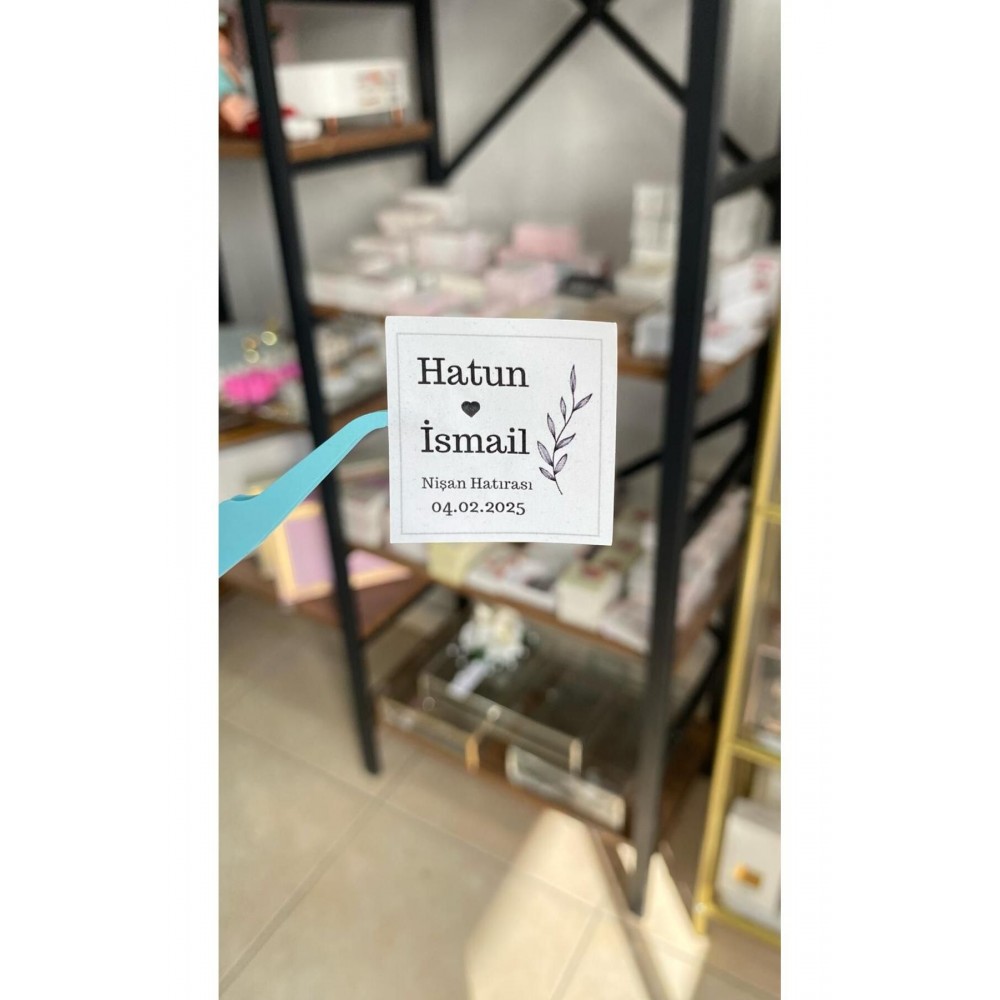 Hatun
İsmail
Nişan Hatırası
04.02.2025